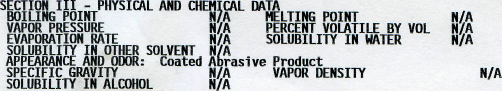 SECTION III - PHYSICAL AND CHEMICAL DATA
BOILING POINT N/A MELTING POINT N/A
VAPOR PRESSURE N/A PERCENT VOLATILE BY VOL N/A
EVAPORATION RATE N/A SOLUBILITY IN WATER N/A
SOLUBILITY IN OTHER SOLVENT N/A
APPEARANCE AND ODOR: Coated Abrasive Product
SPECIFIC GRAVITY N/A VAPOR DENSITY N/A
SOLUBILITY IN ALCOHOL N/A